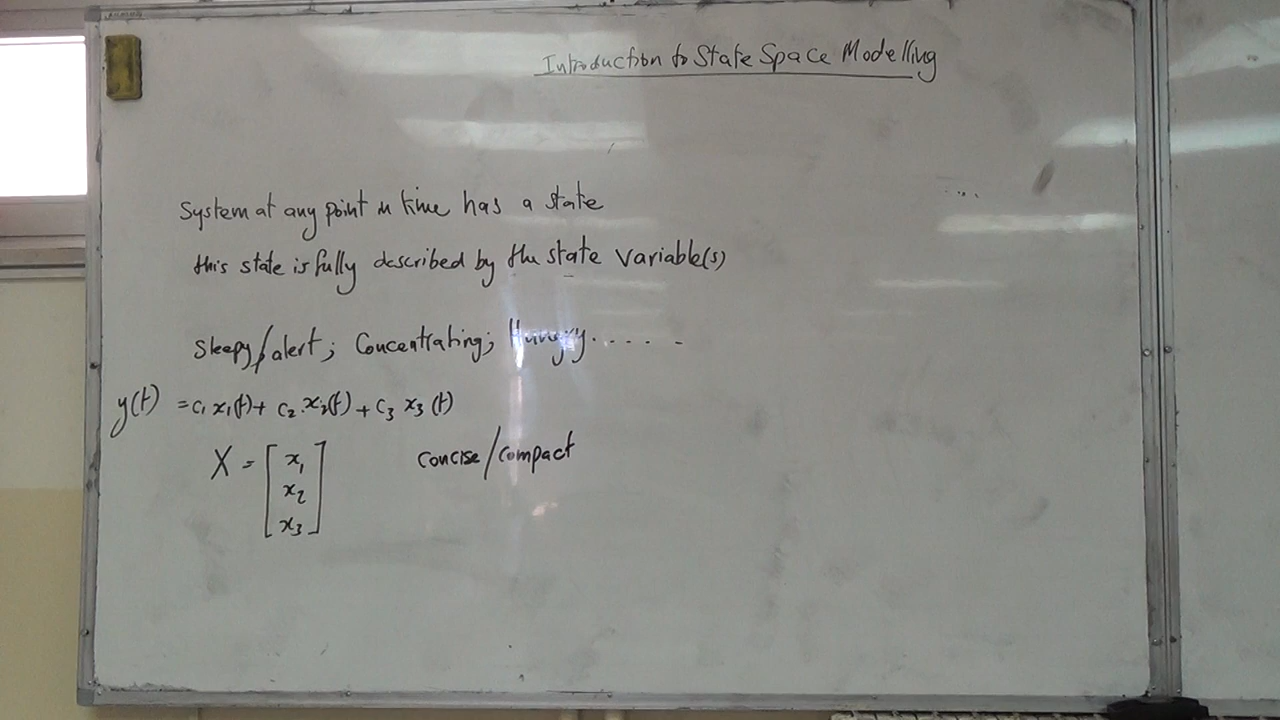 Introduction to State Space Modelling
System at any point in time has a state
this state is fully described by the state variable(s)
Sleepy/alert; Concentrating; Hungry.....
y(t) = c₁ x₁(t) + c₂.x₂(t) + c₃ x₃(t)
X = [x₁
x₂
x₃]
concise/compact